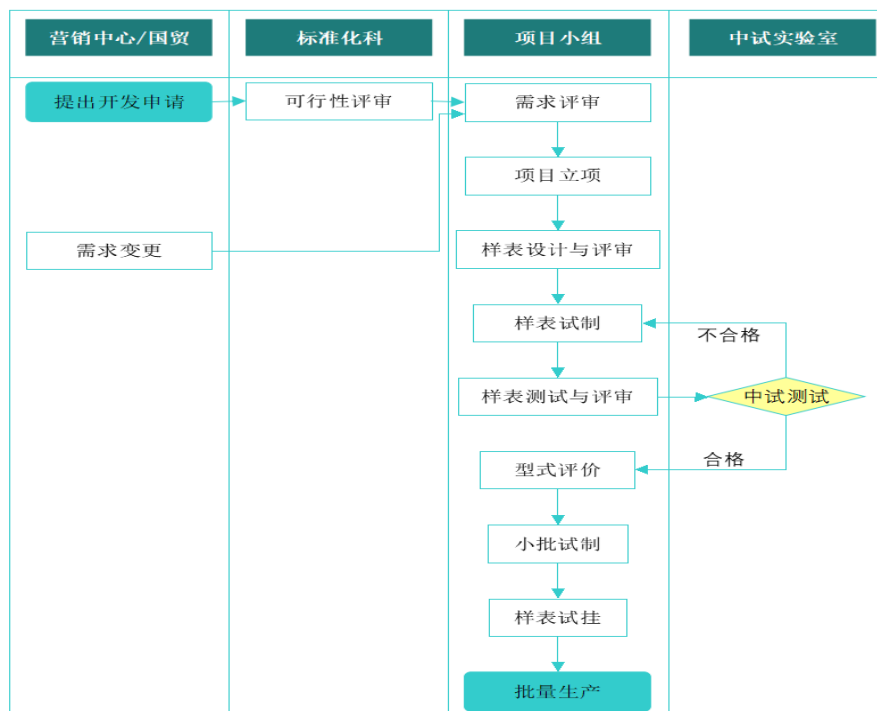 营销中心/国贸
标准化科
项目小组
中试实验室
提出开发申请
可行性评审
需求评审
项目立项
需求变更
样表设计与评审
样表试制
不合格
样表测试与评审
中试测试
合格
型式评价
小批试制
样表试挂
批量生产